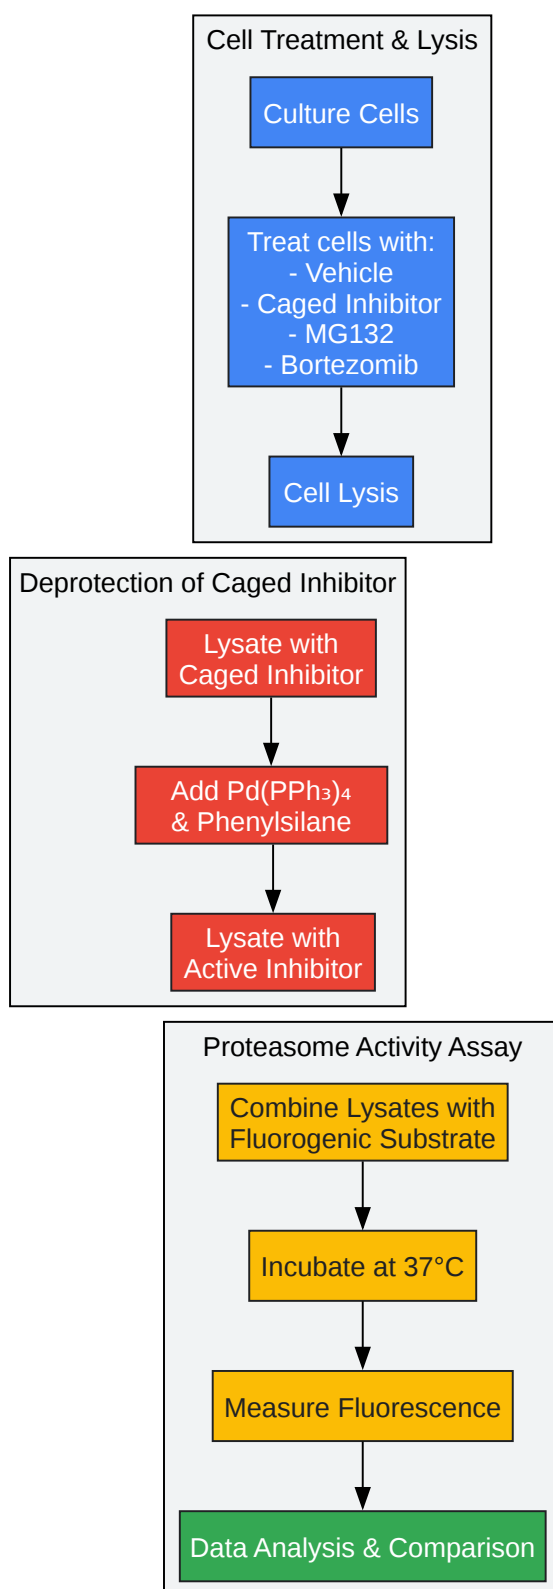 Cell Treatment & Lysis
Culture Cells
Treat cells with:
- Vehicle
- Caged Inhibitor
- MG132
- Bortezomib
Cell Lysis
Deprotection of Caged Inhibitor
Lysate with
Caged Inhibitor
Add Pd(PPh₃)₄
& Phenylsilane
Lysate with
Active Inhibitor
Proteasome Activity Assay
Combine Lysates with
Fluorogenic Substrate
Incubate at 37°C
Measure Fluorescence
Data Analysis & Comparison